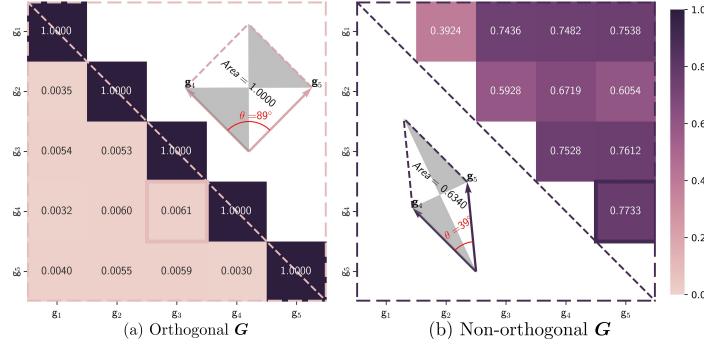 g₁
g₂
g₃
g₄
g₅
1.0000
0.0035 1.0000
0.0054 0.0053 1.0000
0.0032 0.0060 0.0061 1.0000
0.0040 0.0055 0.0059 0.0030 1.0000
g₁ g₂ g₃ g₄ g₅
Area = 1.0000
g₄
g₅
θ = 89°
(a) Orthogonal G
0.3924 0.7436 0.7482 0.7538
0.5928 0.6719 0.6054
0.7528 0.7612
0.7733
g₁
g₂
g₃
g₄
g₅
g₁ g₂ g₃ g₄ g₅
Area = 0.6340
g₅
g₄
θ = 39°
(b) Non-orthogonal G
1.0
0.8
0.6
0.4
0.2
0.0